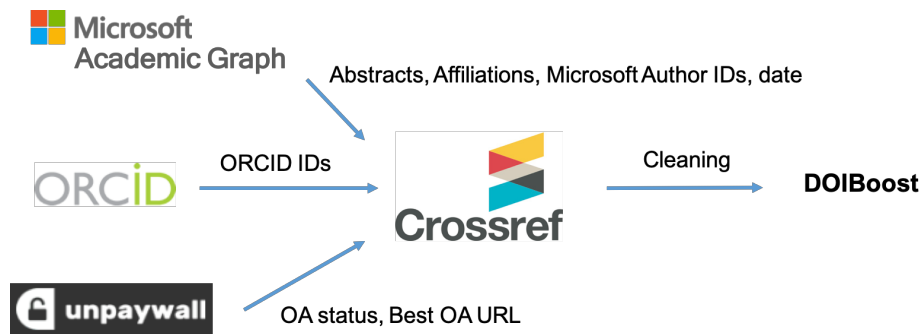 Microsoft
Academic Graph
Abstracts, Affiliations, Microsoft Author IDs, date
ORCID
ORCID IDs
Crossref
Cleaning
DOIBoost
unpaywall
OA status, Best OA URL